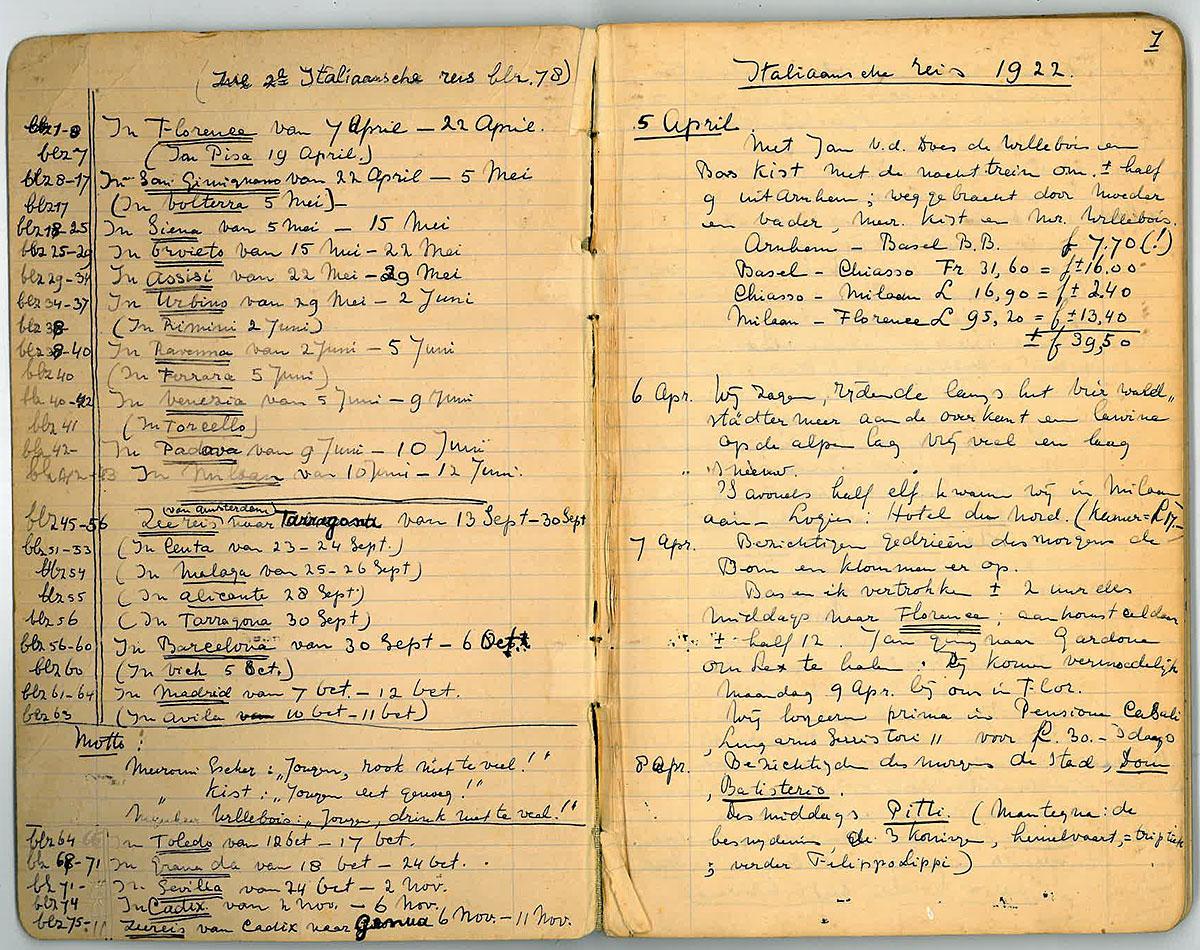 (Zie 2e Italiaansche reis blz. 78)
blz 1-8 In Florence van 7 April – 22 April.
blz 7 (In Pisa 19 April.)
blz 8-17 In San Gimignano van 22 April – 5 Mei
blz 17 (In Volterra 5 Mei)
blz 18-25 In Siena van 5 Mei – 15 Mei
blz 25-29 In Orvieto van 15 Mei – 22 Mei
blz 29-34 In Assisi van 22 Mei – 29 Mei
blz 34-37 In Urbino van 29 Mei – 2 Juni
blz 38 (In Rimini 2 Juni)
blz 38-40 In Ravenna van 2 Juni – 5 Juni
blz 40 (In Ferrara 5 Juni)
blz 40-42 In Venezia van 5 Juni – 9 Juni
blz 41 (In Torcello)
blz 42- In Padova van 9 Juni – 10 Juni
blz 42-43 In Milaan van 10 Juni – 12 Juni.
(van Amsterdam)
blz 45-56 Zeereis naar Tarragona van 13 Sept – 30 Sept
blz 51-53 (In Ceuta van 23 – 24 Sept.)
blz 54 (In Malaga van 25-26 Sept)
blz 55 (In Alicante 28 Sept)
blz 56 (In Tarragona 30 Sept)
blz 56-60 In Barcelona van 30 Sept – 6 Oct
blz 60 (In Vich 5 Oct.)
blz 61-64 In Madrid van 7 Oct. – 12 Oct.
blz 63 (In Avila van 10 Oct – 11 Oct)
Motto:
Mevrouw Escher: „Jongen, rook niet te veel!"
" Kist: „Jongen eet genoeg!"
Willebois: „Jongen, drink niet te veel!"
blz 64 In Toledo van 12 Oct – 17 Oct.
blz 68-71 In Granada van 18 Oct – 24 Oct.
blz 71- In Sevilla van 24 Oct – 2 Nov.
blz 74 In Cadix van 2 Nov. – 6 Nov.
blz 75- Zeereis van Cadix naar Genua 6 Nov. – 11 Nov.
1
Italiaansche reis 1922.
5 April.
Met Jan v.d. Does de Willebois en
Bas Kist met de nachttrein om ± half
9 uit Arnhem; weggebracht door moeder
en vader, Mer. Kist en Mr. Willebois.
Arnhem – Basel B.B. f 7.70 (!)
Basel – Chiasso Fr 31,60 = f ± 16.00
Chiasso – Milaan £ 16,90 = f ± 2.40
Milaan – Florence £ 95,20 = f ± 13,40
± f 39,50
6 Apr. Wij zagen, rijdende langs het vierwald„
städtermeer aan de overkant een lawine
op de alpen lag vrij veel en laag
sneeuw.
's Avonds half elf kwamen wij in Milaan
aan – Logies: Hotel du Nord. (Kamer = £ 17,-
7 Apr. Bezichtigen gedrieën des morgens de
Dom en klommen er op.
Bas en ik vertrokken ± 2 uur des
middags naar Florence; aankomst aldaar
± half 12. Jan ging naar Gardone
om Lex te halen. Zij komen vermoedelijk
Maandag 9 Apr. bij ons in Flor.
Wij logeeren prima in Pensione Casali
„Lungarno Serristori 11 voor £. 30.–
8 Apr. Bezichtigden des morgens de stad, Dom
, Batisterio.
Des middags Pitti. (Mantegna: de
besnijdenis, de 3 koningen, hemelvaart, = triptiek
; verder Filippo Lippi)